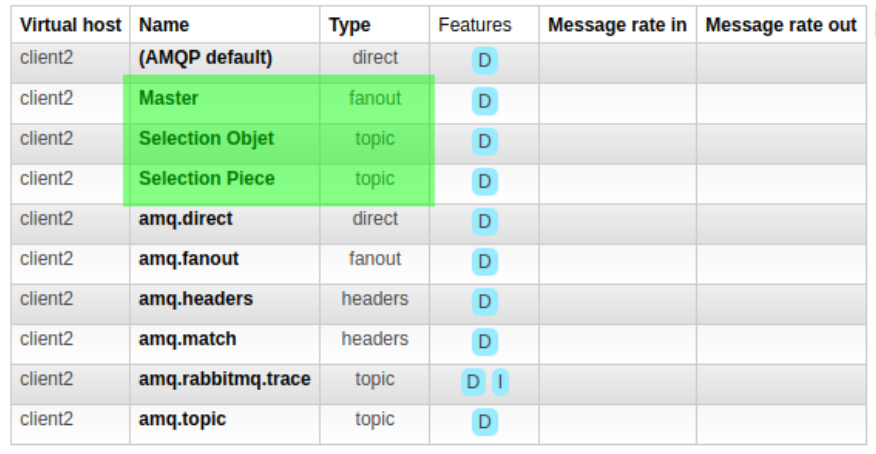 Virtual host Name Type Features Message rate in Message rate out
client2 (AMQP default) direct D
client2 Master fanout D
client2 Selection Objet topic D
client2 Selection Piece topic D
client2 amq.direct direct D
client2 amq.fanout fanout D
client2 amq.headers headers D
client2 amq.match headers D
client2 amq.rabbitmq.trace topic D I
client2 amq.topic topic D